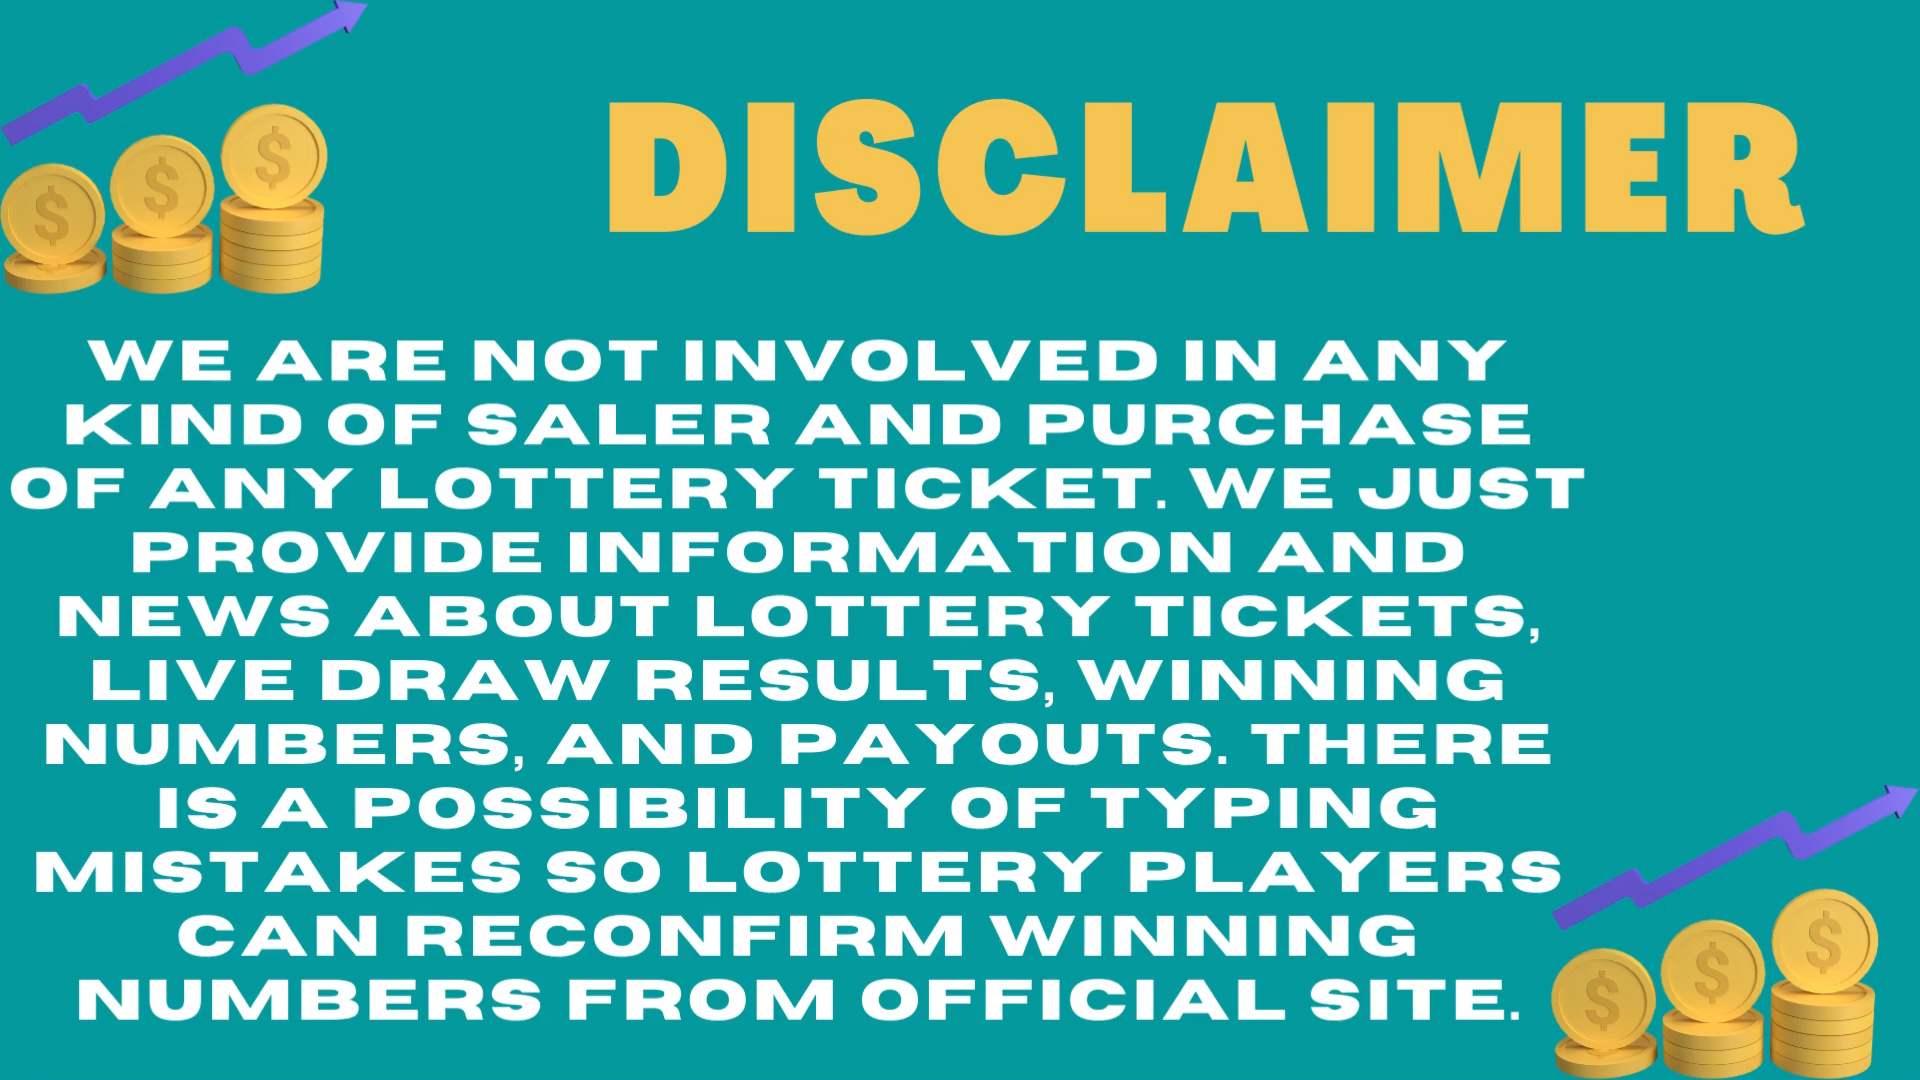 DISCLAIMER
WE ARE NOT INVOLVED IN ANY
KIND OF SALER AND PURCHASE
OF ANY LOTTERY TICKET. WE JUST
PROVIDE INFORMATION AND
NEWS ABOUT LOTTERY TICKETS,
LIVE DRAW RESULTS, WINNING
NUMBERS, AND PAYOUTS. THERE
IS A POSSIBILITY OF TYPING
MISTAKES SO LOTTERY PLAYERS
CAN RECONFIRM WINNING
NUMBERS FROM OFFICIAL SITE.